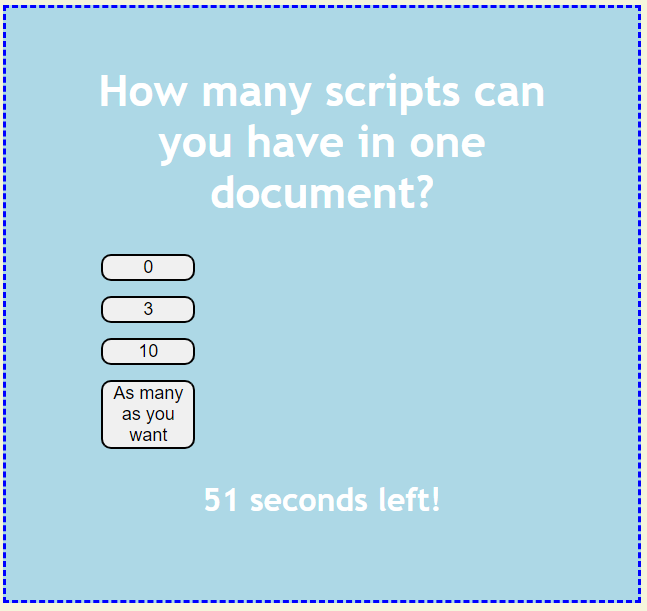 How many scripts can
you have in one
document?
0
3
10
As many
as you
want
51 seconds left!